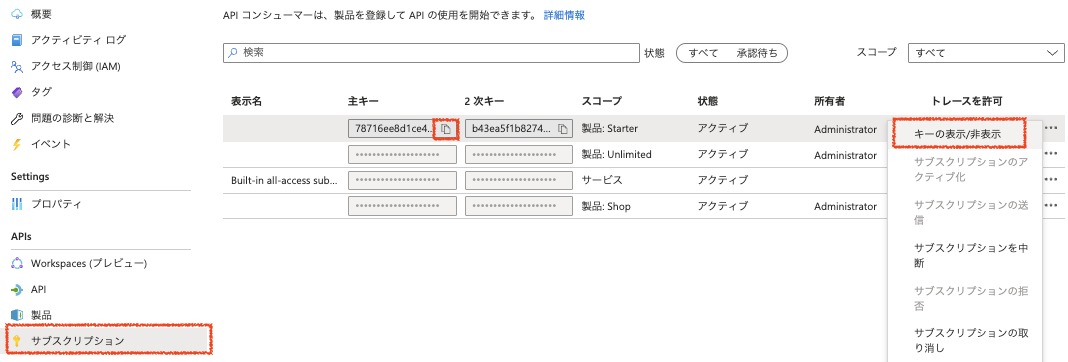 概要
アクティビティ ログ
アクセス制御 (IAM)
タグ
問題の診断と解決
イベント
Settings
プロパティ
APIs
Workspaces (プレビュー)
API
製品
サブスクリプション
API コンシューマーは、製品を登録して API の使用を開始できます。 詳細情報
検索 状態 すべて 承認待ち スコープ すべて
表示名 主キー 2 次キー スコープ 状態 所有者 トレースを許可
78716ee8d1ce4... b43ea5f1b8274... 製品: Starter アクティブ Administrator
•••••••••••••••••••• •••••••••••••••••••• 製品: Unlimited アクティブ Administrator
Built-in all-access sub... •••••••••••••••••••• •••••••••••••••••••• サービス アクティブ
•••••••••••••••••••• •••••••••••••••••••• 製品: Shop アクティブ Administrator
キーの表示/非表示
サブスクリプションのア
クティブ化
サブスクリプションの送
信
サブスクリプションを中
断
サブスクリプションの拒
否
サブスクリプションの取
り消し